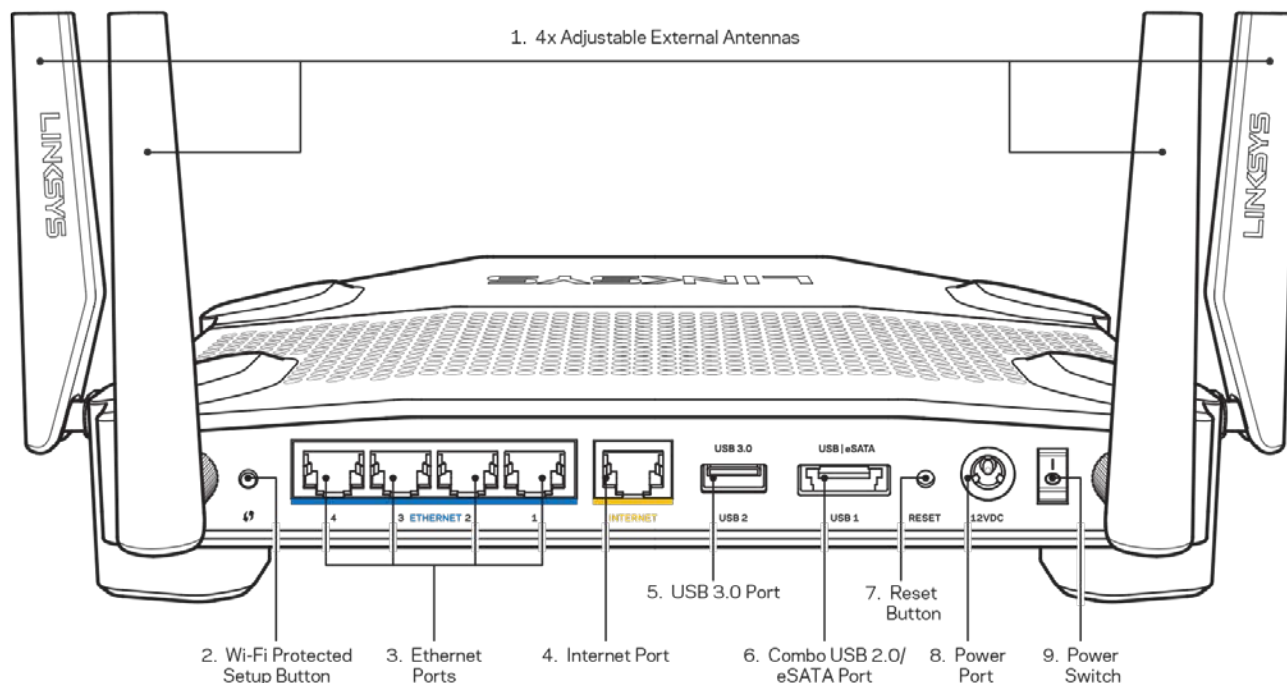 1. 4x Adjustable External Antennas
LINKSYS
LINKSYS
LINKSYS
USB 3.0
USB | eSATA
4
3
ETHERNET
2
1
INTERNET
USB 2
USB 1
RESET
12VDC
5. USB 3.0 Port
7. Reset
Button
2. Wi-Fi Protected
Setup Button
3. Ethernet
Ports
4. Internet Port
6. Combo USB 2.0/
eSATA Port
8. Power
Port
9. Power
Switch